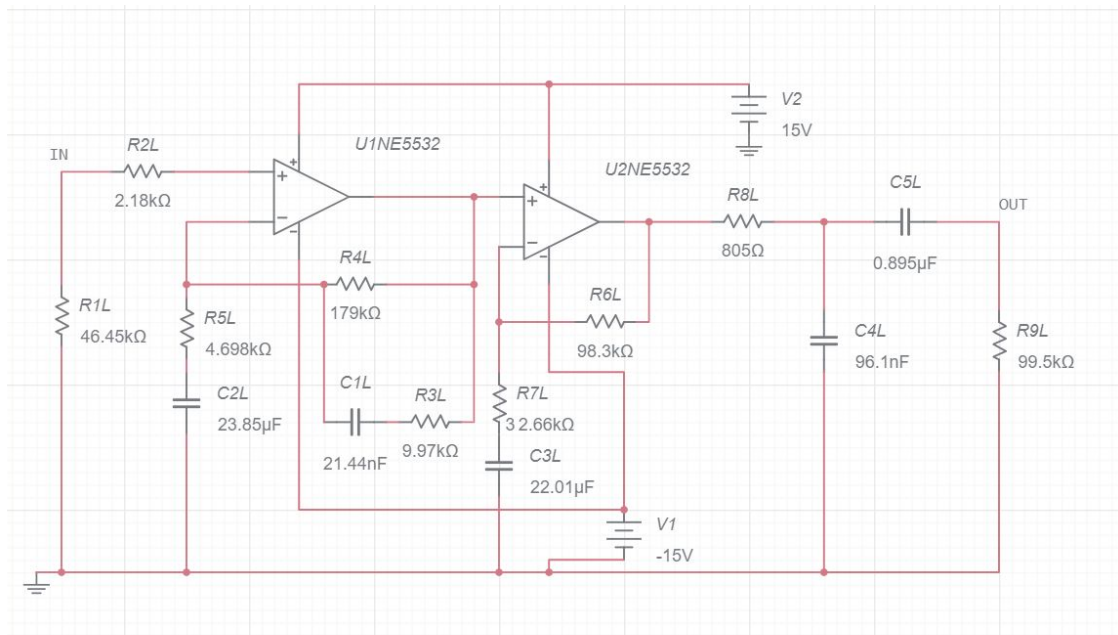 V2
15V
U1NE5532
IN
R2L
2.18kΩ
U2NE5532
R8L
805Ω
C5L
0.895µF
OUT
R4L
179kΩ
R1L
46.45kΩ
R5L
4.698kΩ
R6L
98.3kΩ
C4L
96.1nF
R9L
99.5kΩ
C2L
23.85µF
C1L
21.44nF
R3L
9.97kΩ
R7L
32.66kΩ
C3L
22.01µF
V1
-15V